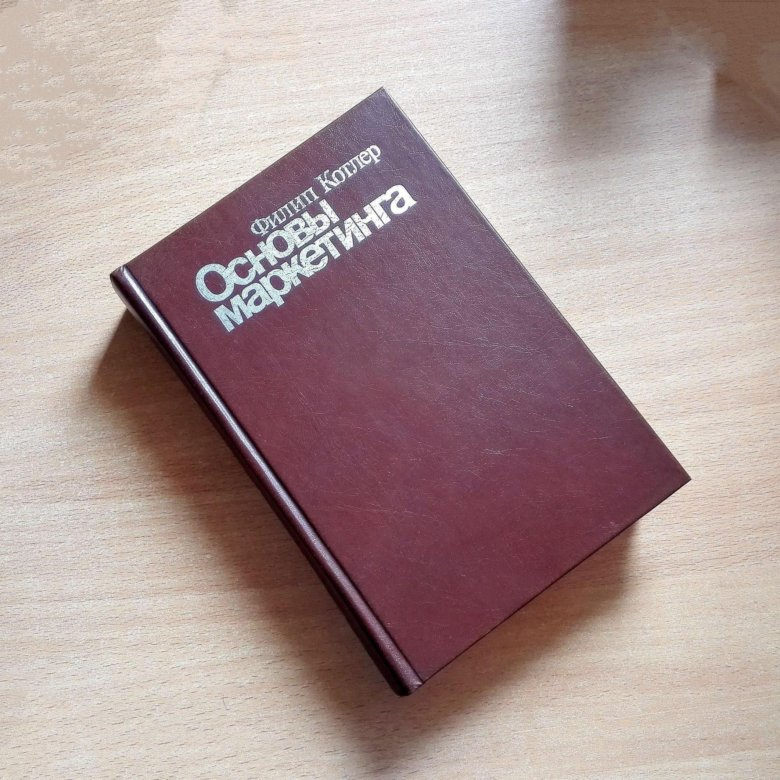 Филип Котлер
Основы
маркетинга